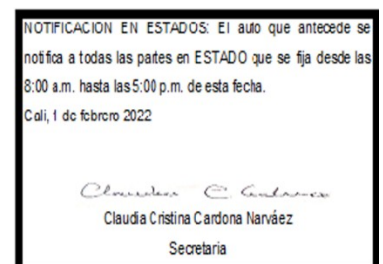 NOTIFICACION EN ESTADOS: El auto que antecede se
notifica a todas las partes en ESTADO que se fija desde las
8:00 a.m. hasta las 5:00 p.m. de esta fecha.
Cali, 1 de febrero 2022
Claudia Cristina Cardona Narváez
Secretaria